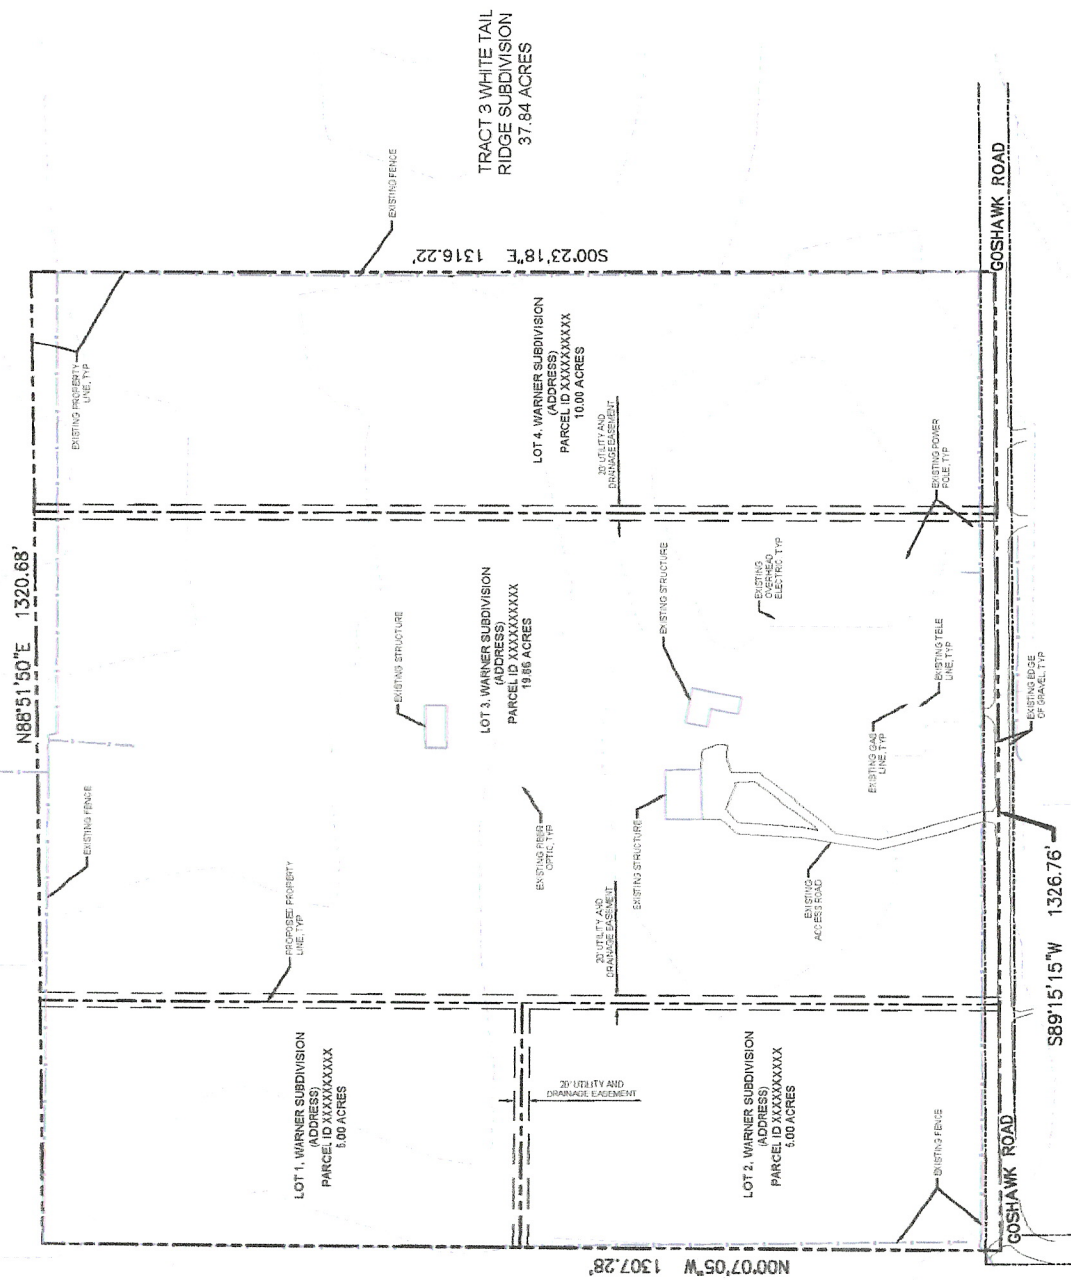 TRACT 3 WHITE TAIL
RIDGE SUBDIVISION
37.84 ACRES
EXISTING FENCE
S00°23'18"E 1316.22'
GOSHAWK ROAD
N88°51'50"E 1320.68'
EXISTING PROPERTY
LINE, TYP
LOT 4, WARNER SUBDIVISION
(ADDRESS)
PARCEL ID XXXXXXXXXX
10.00 ACRES
20' UTILITY AND
DRAINAGE EASEMENT
EXISTING POWER
POLE, TYP
EXISTING STRUCTURE
LOT 3, WARNER SUBDIVISION
(ADDRESS)
PARCEL ID XXXXXXXXXX
19.86 ACRES
EXISTING STRUCTURE
EXISTING
OVERHEAD
ELECTRIC, TYP
EXISTING GAS
LINE, TYP
EXISTING TELE
LINE, TYP
EXISTING EDGE
OF GRAVEL, TYP
EXISTING FENCE
EXISTING FIBER
OPTIC, TYP
EXISTING STRUCTURE
EXISTING
ACCESS ROAD
PROPOSED PROPERTY
LINE, TYP
20' UTILITY AND
DRAINAGE EASEMENT
S89°15'15"W 1326.76'
LOT 1, WARNER SUBDIVISION
(ADDRESS)
PARCEL ID XXXXXXXXXX
5.00 ACRES
20' UTILITY AND
DRAINAGE EASEMENT
LOT 2, WARNER SUBDIVISION
(ADDRESS)
PARCEL ID XXXXXXXXXX
5.00 ACRES
EXISTING FENCE
GOSHAWK ROAD
N00°07'05"W 1307.28'